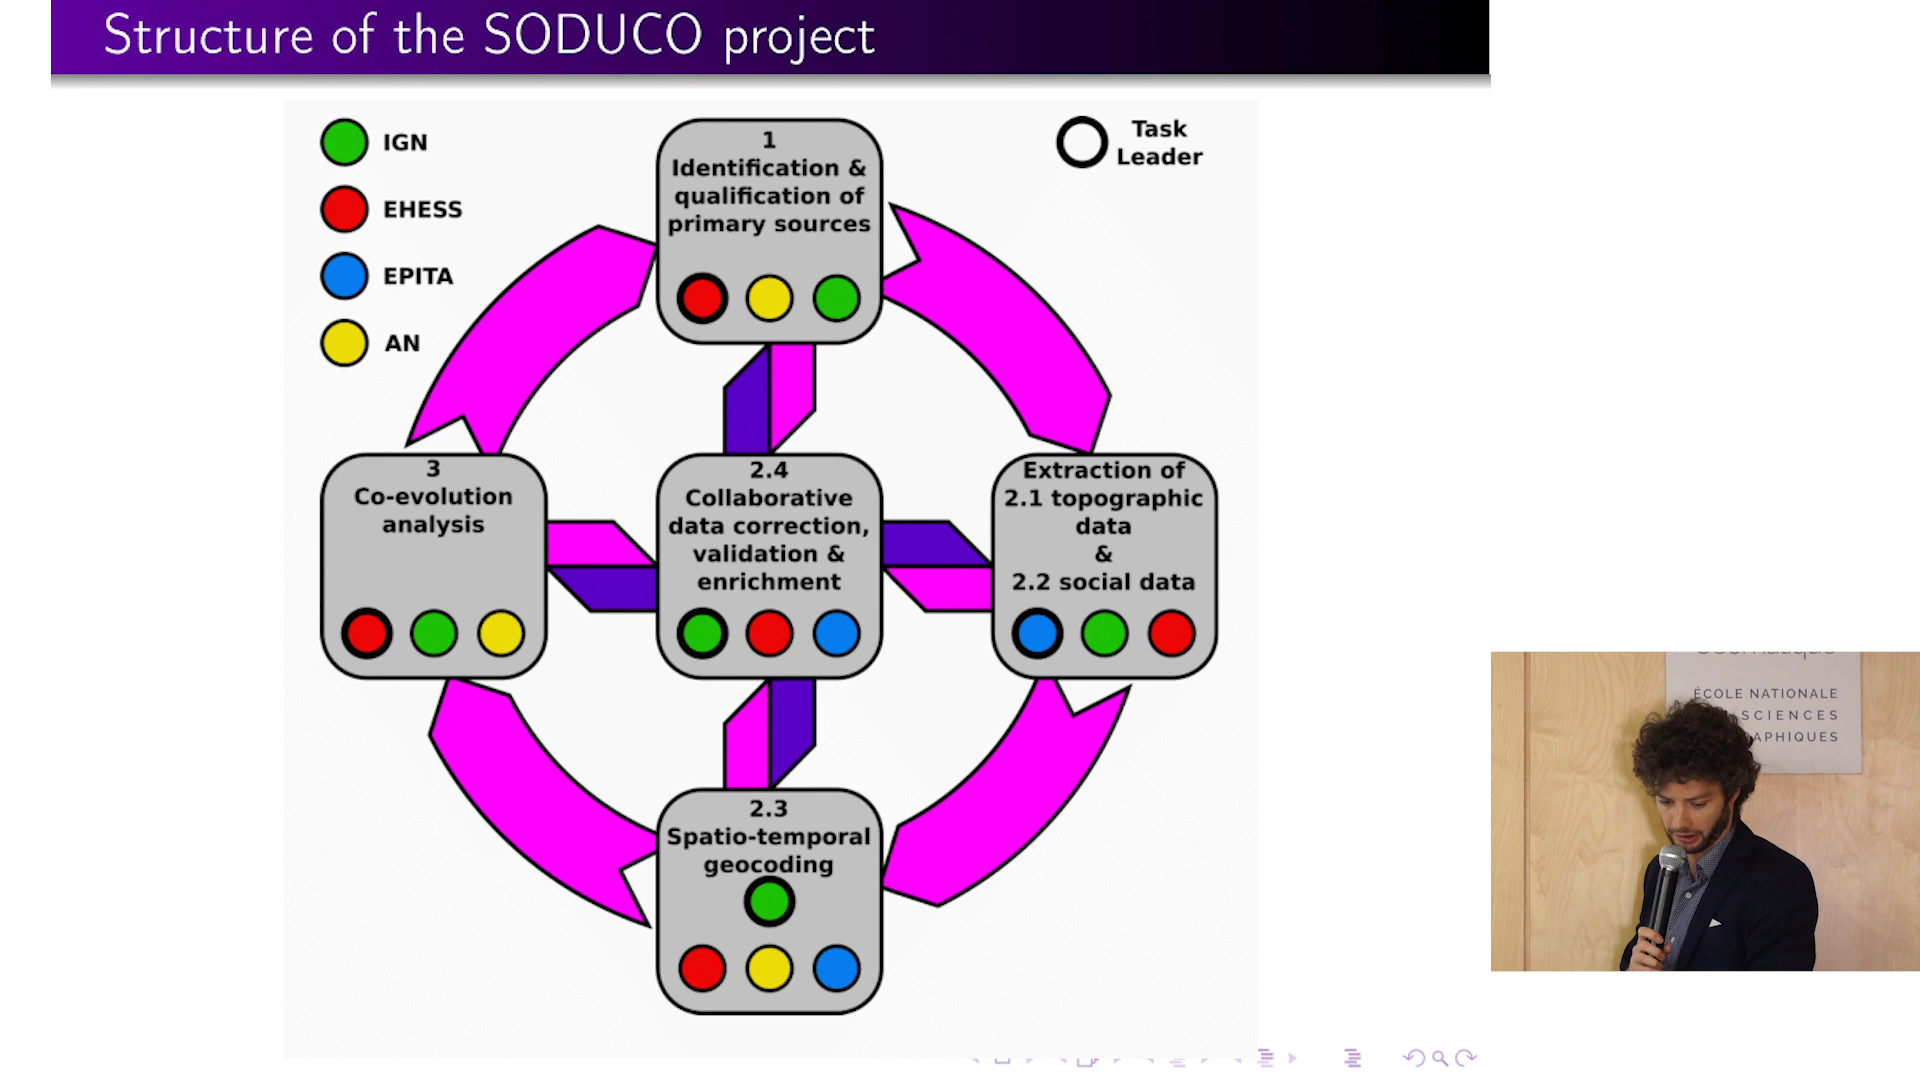 Structure of the SODUCO project
IGN
EHESS
EPITA
AN
Task
Leader
1
Identification &
qualification of
primary sources
3
Co-evolution
analysis
2.4
Collaborative
data correction,
validation &
enrichment
Extraction of
2.1 topographic
data
&
2.2 social data
2.3
Spatio-temporal
geocoding
ÉCOLE NATIONALE
SCIENCES
APHIQUES